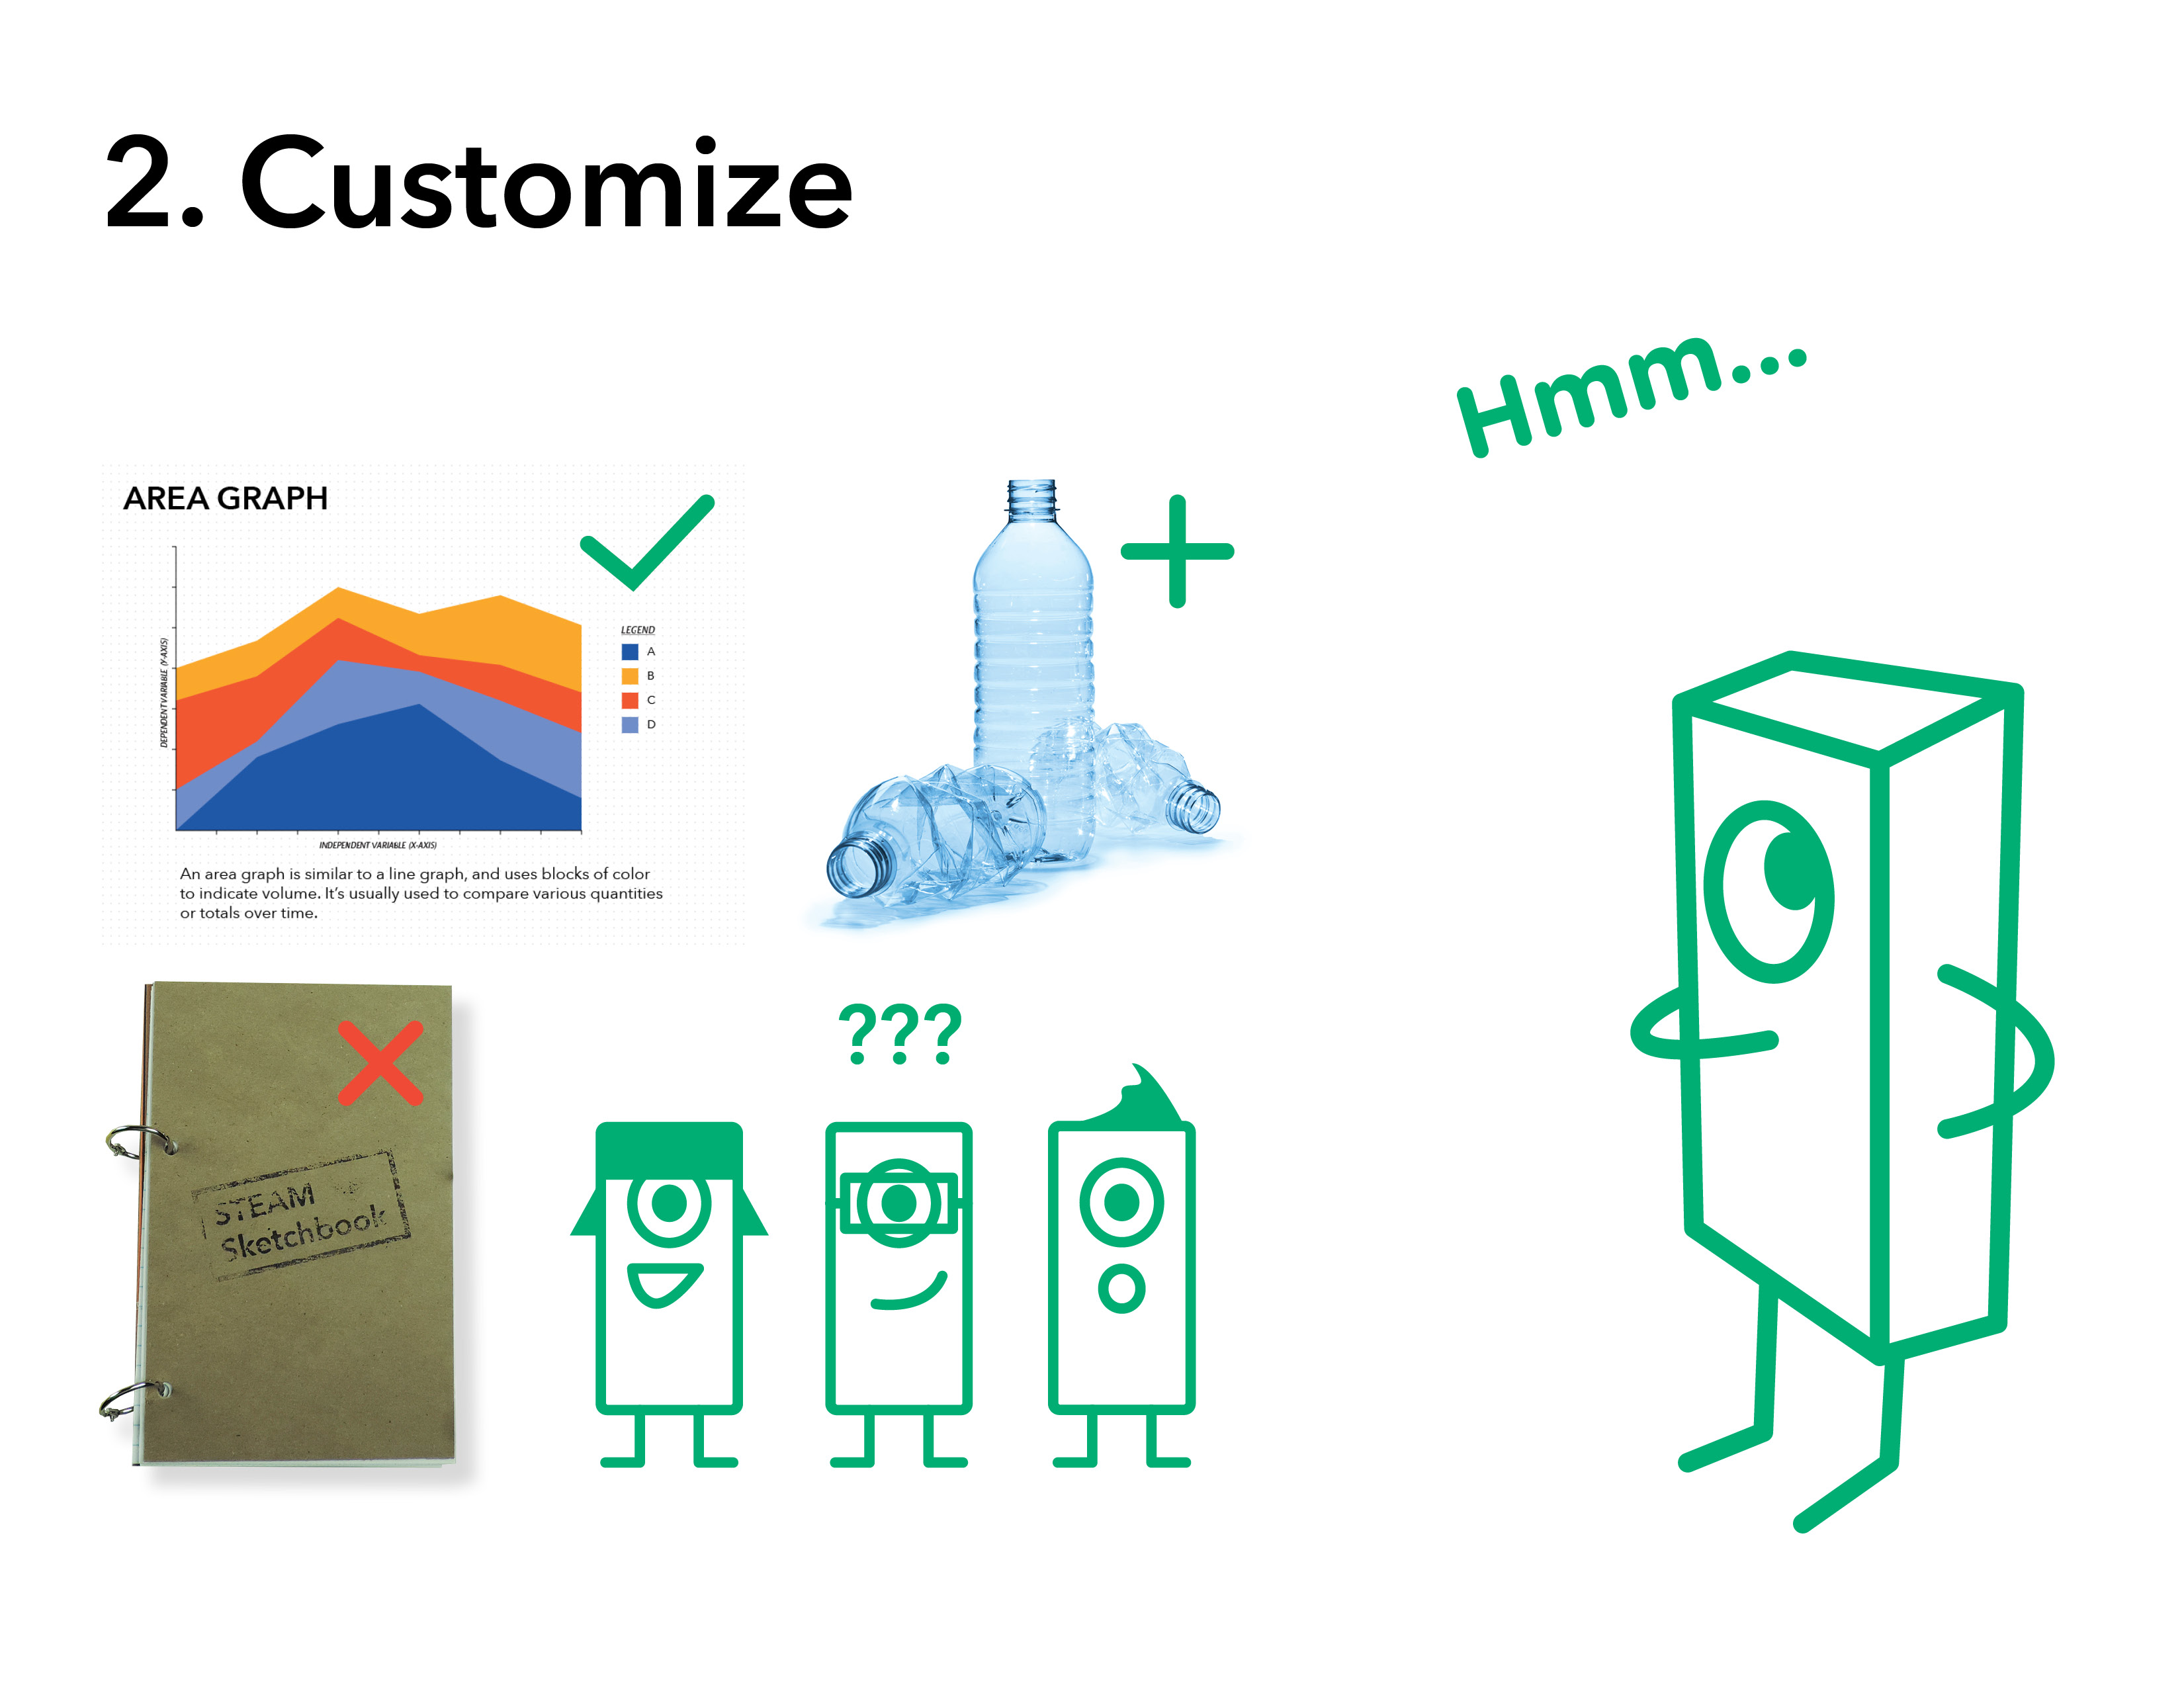 2. Customize
Hmm...
AREA GRAPH
DEPENDENT VARIABLE (Y-AXIS)
LEGEND
A
B
C
D
INDEPENDENT VARIABLE (X-AXIS)
An area graph is similar to a line graph, and uses blocks of color
to indicate volume. It's usually used to compare various quantities
or totals over time.
STEAM
Sketchbook
???